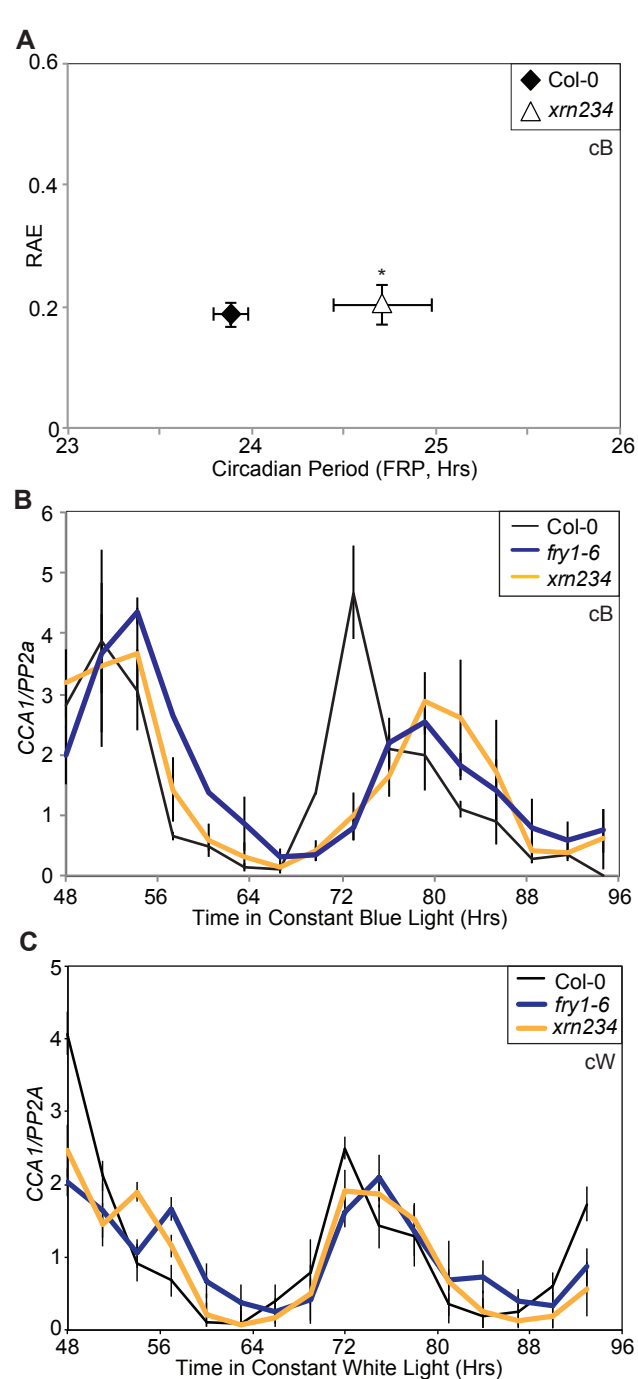 A
0.6
0.4
0.2
0
RAE
Col-0
xrn234
cB
*
23 24 25 26
Circadian Period (FRP, Hrs)
B
6
5
4
3
2
1
0
CCA1/PP2a
Col-0
fry1-6
xrn234
cB
48 56 64 72 80 88 96
Time in Constant Blue Light (Hrs)
C
5
4
3
2
1
0
CCA1/PP2A
Col-0
fry1-6
xrn234
cW
48 56 64 72 80 88 96
Time in Constant White Light (Hrs)